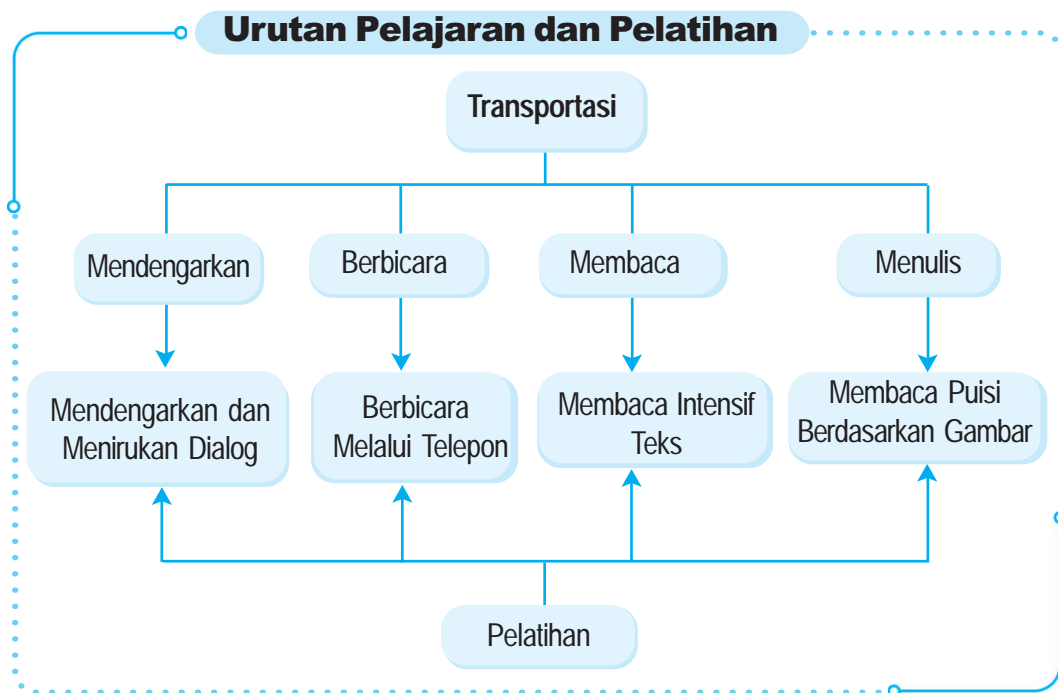 Urutan Pelajaran dan Pelatihan
Transportasi
Mendengarkan
Berbicara
Membaca
Menulis
Mendengarkan dan
Menirukan Dialog
Berbicara
Melalui Telepon
Membaca Intensif
Teks
Membaca Puisi
Berdasarkan Gambar
Pelatihan